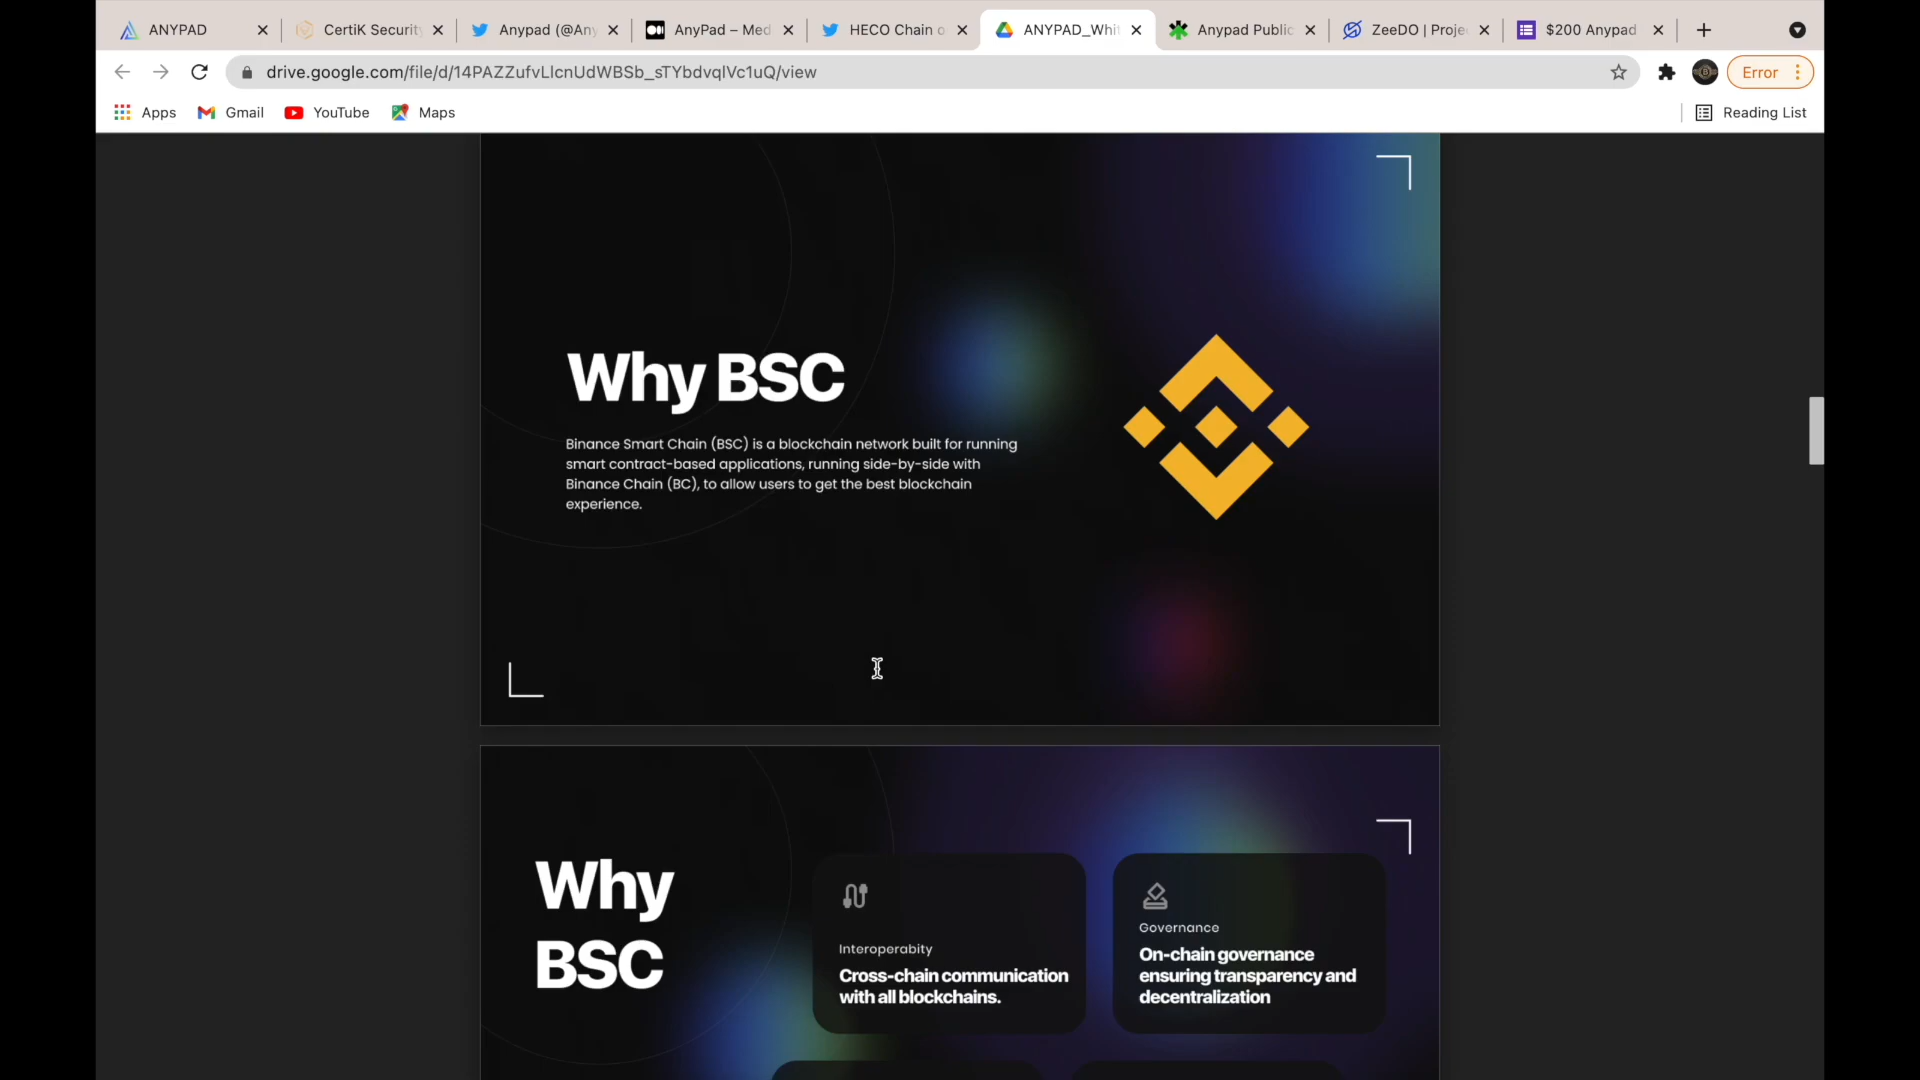 ANYPAD
CertiK Security
Anypad (@Any
AnyPad – Med
HECO Chain o
ANYPAD_Whit
Anypad Public
ZeeDO | Proje
$200 Anypad
drive.google.com/file/d/14PAZZufvLlcnUdWBSb_sTYbdvqlVc1uQ/view
Error
Apps
Gmail
YouTube
Maps
Reading List
Why BSC
Binance Smart Chain (BSC) is a blockchain network built for running
smart contract-based applications, running side-by-side with
Binance Chain (BC), to allow users to get the best blockchain
experience.
Why
BSC
Interoperabity
Cross-chain communication
with all blockchains.
Governance
On-chain governance
ensuring transparency and
decentralization